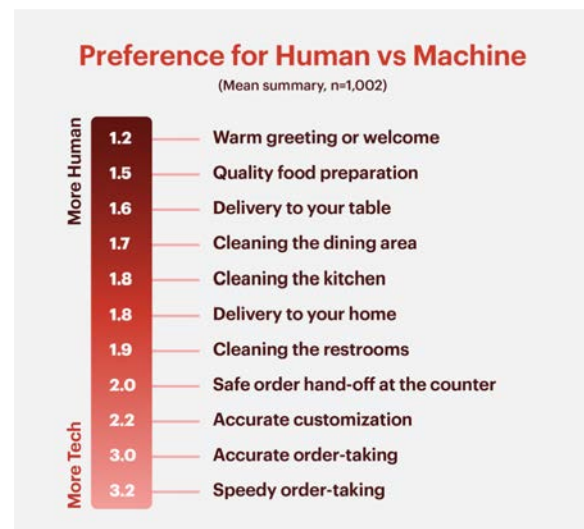 Preference for Human vs Machine
(Mean summary, n=1,002)
More Human
1.2 Warm greeting or welcome
1.5 Quality food preparation
1.6 Delivery to your table
1.7 Cleaning the dining area
1.8 Cleaning the kitchen
1.8 Delivery to your home
1.9 Cleaning the restrooms
2.0 Safe order hand-off at the counter
2.2 Accurate customization
3.0 Accurate order-taking
3.2 Speedy order-taking
More Tech